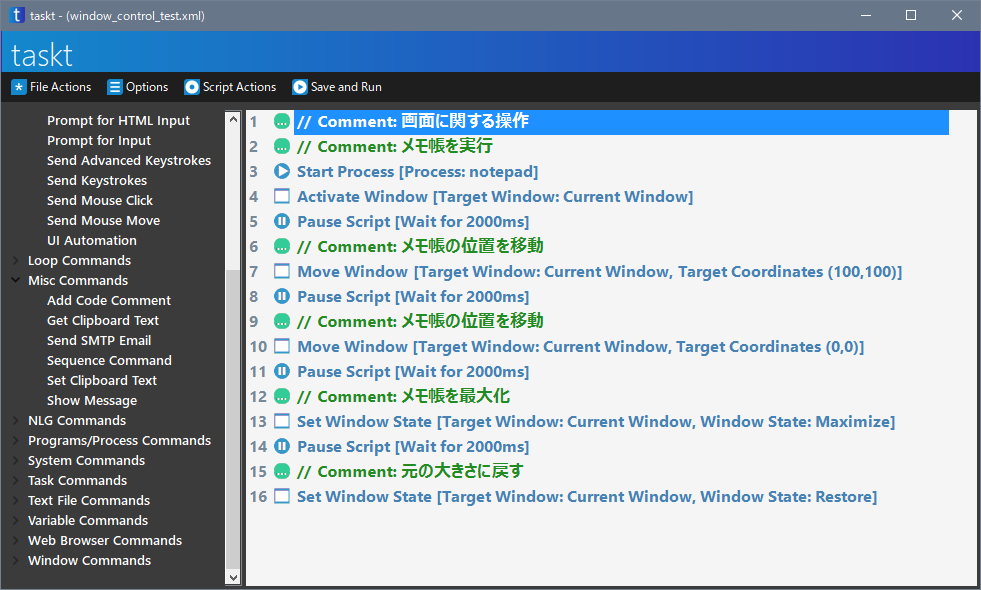 taskt - (window_control_test.xml)
taskt
File Actions Options Script Actions Save and Run
Prompt for HTML Input
Prompt for Input
Send Advanced Keystrokes
Send Keystrokes
Send Mouse Click
Send Mouse Move
UI Automation
Loop Commands
Misc Commands
Add Code Comment
Get Clipboard Text
Send SMTP Email
Sequence Command
Set Clipboard Text
Show Message
NLG Commands
Programs/Process Commands
System Commands
Task Commands
Text File Commands
Variable Commands
Web Browser Commands
Window Commands
1 // Comment: 画面に関する操作
2 // Comment: メモ帳を実行
3 Start Process [Process: notepad]
4 Activate Window [Target Window: Current Window]
5 Pause Script [Wait for 2000ms]
6 // Comment: メモ帳の位置を移動
7 Move Window [Target Window: Current Window, Target Coordinates (100,100)]
8 Pause Script [Wait for 2000ms]
9 // Comment: メモ帳の位置を移動
10 Move Window [Target Window: Current Window, Target Coordinates (0,0)]
11 Pause Script [Wait for 2000ms]
12 // Comment: メモ帳を最大化
13 Set Window State [Target Window: Current Window, Window State: Maximize]
14 Pause Script [Wait for 2000ms]
15 // Comment: 元の大きさに戻す
16 Set Window State [Target Window: Current Window, Window State: Restore]